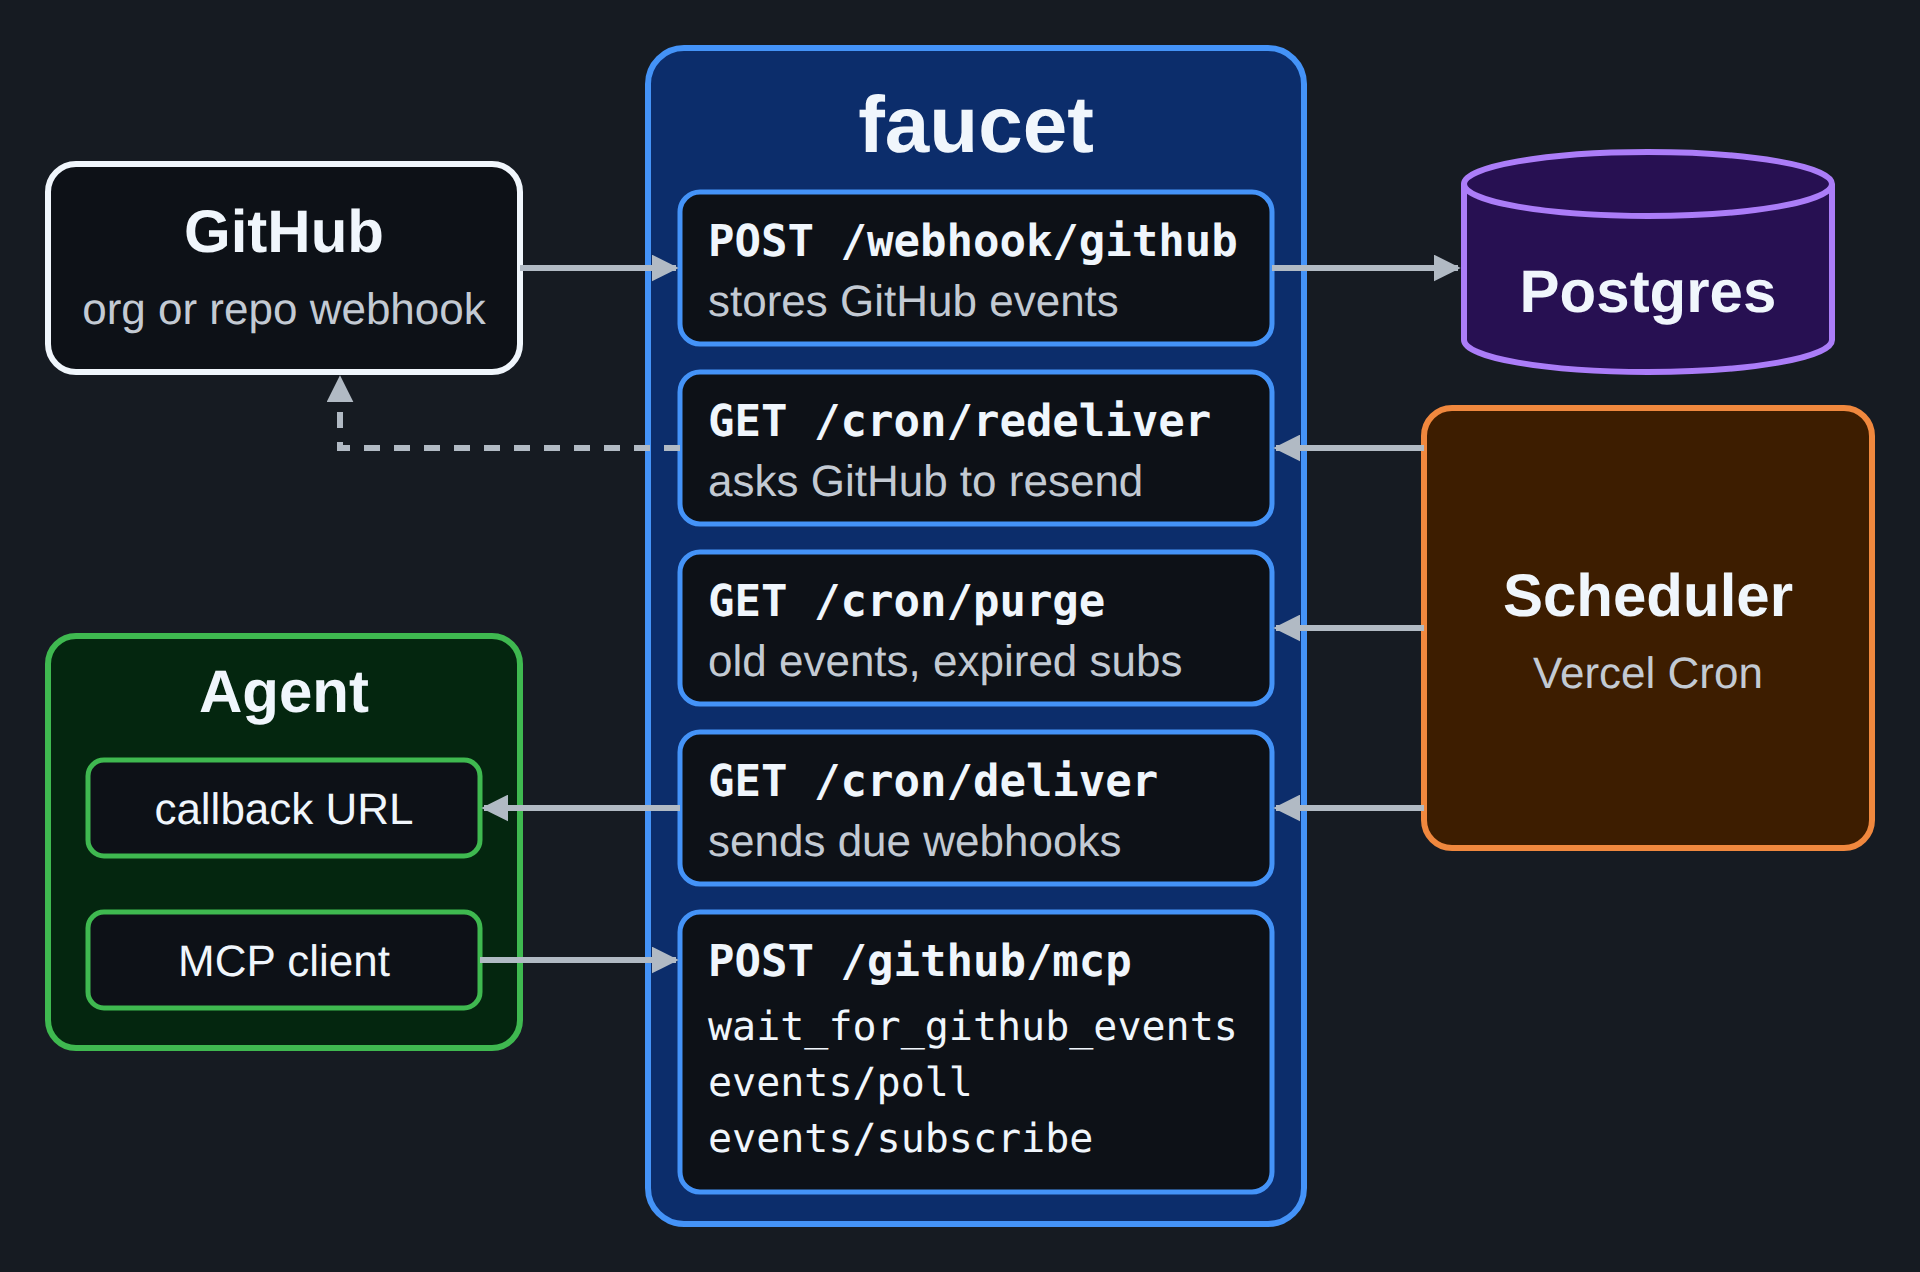 faucet
GitHub
org or repo webhook
POST /webhook/github
stores GitHub events
Postgres
GET /cron/redeliver
asks GitHub to resend
GET /cron/purge
old events, expired subs
Scheduler
Vercel Cron
Agent
callback URL
GET /cron/deliver
sends due webhooks
MCP client
POST /github/mcp
wait_for_github_events
events/poll
events/subscribe